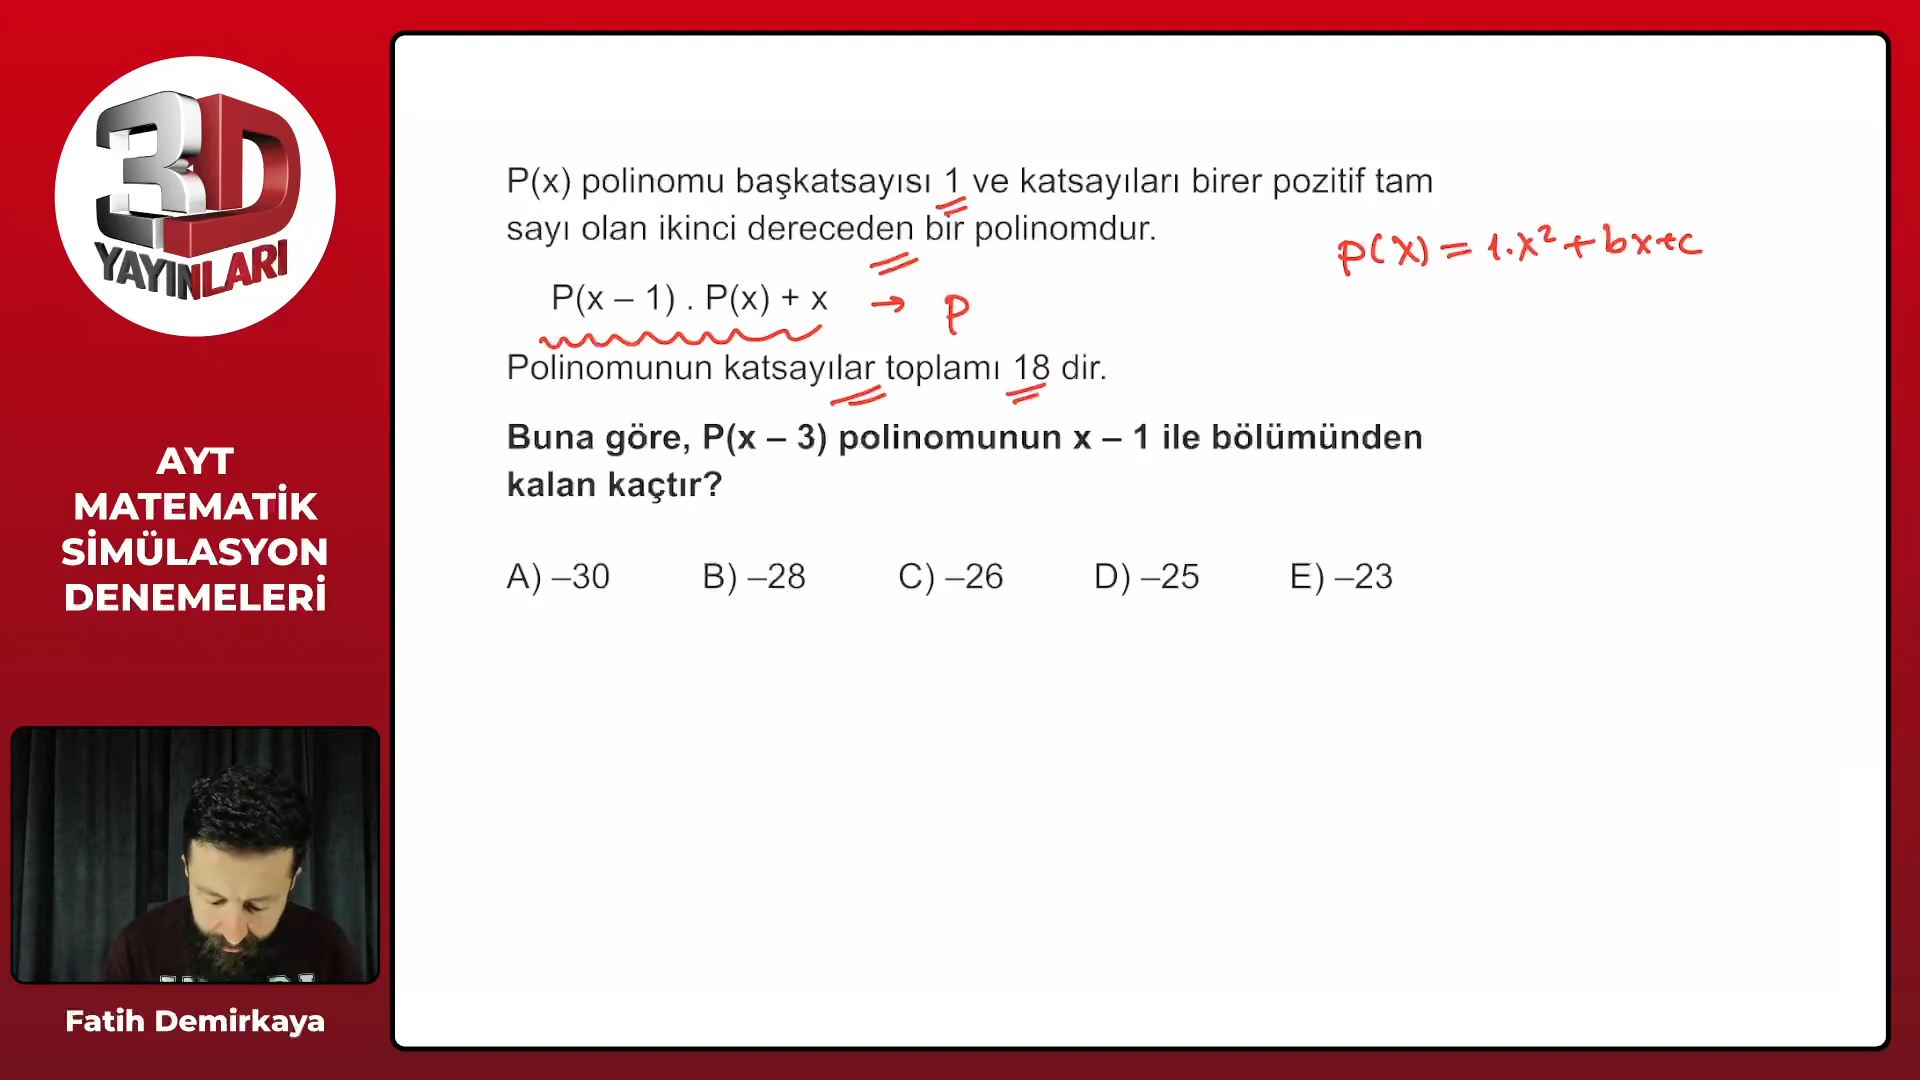 3D
YAYINLARI
AYT
MATEMATİK
SİMÜLASYON
DENEMELERİ
Fatih Demirkaya
P(x) polinomu başkatsayısı 1 ve katsayıları birer pozitif tam
sayı olan ikinci dereceden bir polinomdur.
P(x) = 1.x² + bx+c
P(x – 1) . P(x) + x → P
Polinomunun katsayılar toplamı 18 dir.
Buna göre, P(x – 3) polinomunun x – 1 ile bölümünden
kalan kaçtır?
A) –30 B) –28 C) –26 D) –25 E) –23